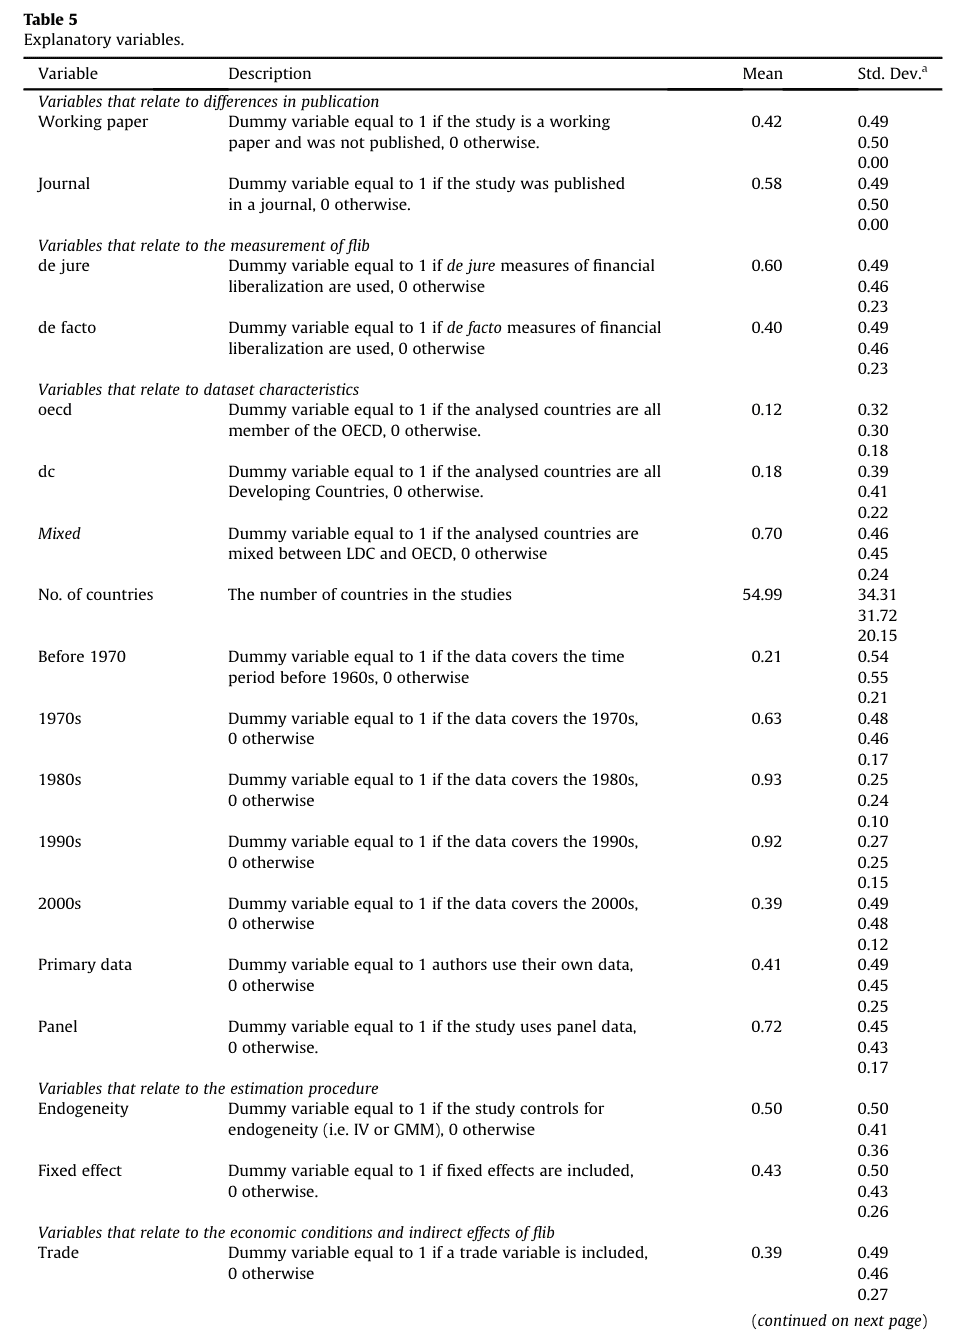 Table 5
Explanatory variables.
Variable Description Mean Std. Dev.a
Variables that relate to differences in publication
Working paper Dummy variable equal to 1 if the study is a working 0.42 0.49
paper and was not published, 0 otherwise. 0.50
0.00
Journal Dummy variable equal to 1 if the study was published 0.58 0.49
in a journal, 0 otherwise. 0.50
0.00
Variables that relate to the measurement of flib
de jure Dummy variable equal to 1 if de jure measures of financial 0.60 0.49
liberalization are used, 0 otherwise 0.46
0.23
de facto Dummy variable equal to 1 if de facto measures of financial 0.40 0.49
liberalization are used, 0 otherwise 0.46
0.23
Variables that relate to dataset characteristics
oecd Dummy variable equal to 1 if the analysed countries are all 0.12 0.32
member of the OECD, 0 otherwise. 0.30
0.18
dc Dummy variable equal to 1 if the analysed countries are all 0.18 0.39
Developing Countries, 0 otherwise. 0.41
0.22
Mixed Dummy variable equal to 1 if the analysed countries are 0.70 0.46
mixed between LDC and OECD, 0 otherwise 0.45
0.24
No. of countries The number of countries in the studies 54.99 34.31
31.72
20.15
Before 1970 Dummy variable equal to 1 if the data covers the time 0.21 0.54
period before 1960s, 0 otherwise 0.55
0.21
1970s Dummy variable equal to 1 if the data covers the 1970s, 0.63 0.48
0 otherwise 0.46
0.17
1980s Dummy variable equal to 1 if the data covers the 1980s, 0.93 0.25
0 otherwise 0.24
0.10
1990s Dummy variable equal to 1 if the data covers the 1990s, 0.92 0.27
0 otherwise 0.25
0.15
2000s Dummy variable equal to 1 if the data covers the 2000s, 0.39 0.49
0 otherwise 0.48
0.12
Primary data Dummy variable equal to 1 authors use their own data, 0.41 0.49
0 otherwise 0.45
0.25
Panel Dummy variable equal to 1 if the study uses panel data, 0.72 0.45
0 otherwise. 0.43
0.17
Variables that relate to the estimation procedure
Endogeneity Dummy variable equal to 1 if the study controls for 0.50 0.50
endogeneity (i.e. IV or GMM), 0 otherwise 0.41
0.36
Fixed effect Dummy variable equal to 1 if fixed effects are included, 0.43 0.50
0 otherwise. 0.43
0.26
Variables that relate to the economic conditions and indirect effects of flib
Trade Dummy variable equal to 1 if a trade variable is included, 0.39 0.49
0 otherwise 0.46
0.27
(continued on next page)